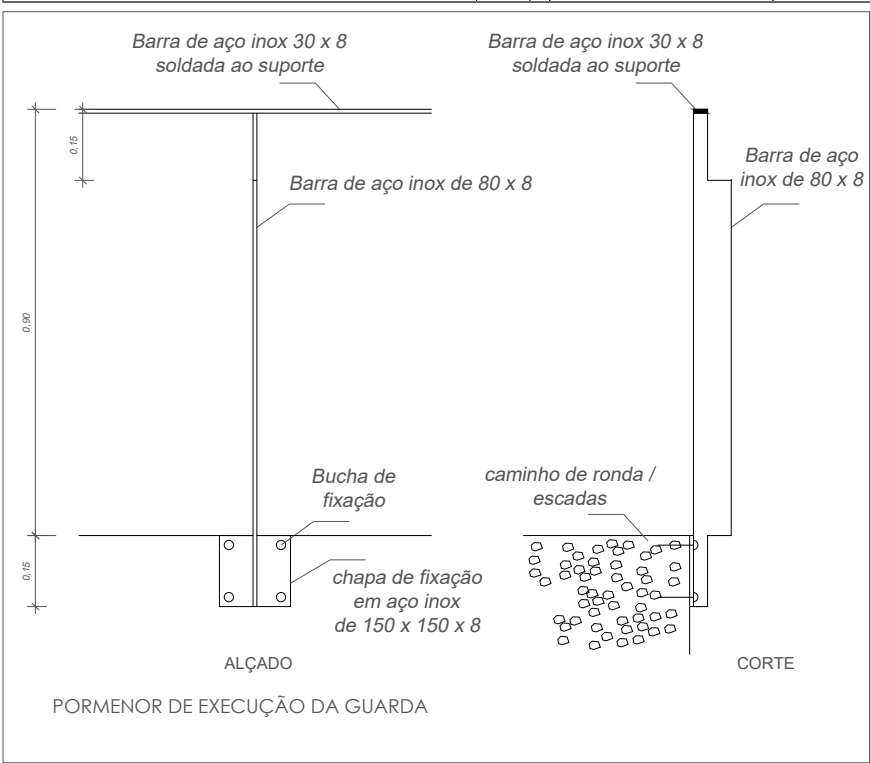 Barra de aço inox 30 x 8
soldada ao suporte
Barra de aço inox 30 x 8
soldada ao suporte
0,15
Barra de aço inox de 80 x 8
Barra de aço
inox de 80 x 8
0,90
Bucha de
fixação
caminho de ronda /
escadas
0,15
chapa de fixação
em aço inox
de 150 x 150 x 8
ALÇADO
CORTE
PORMENOR DE EXECUÇÃO DA GUARDA